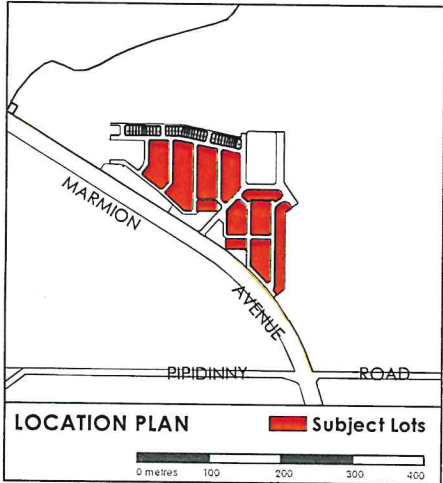 MARMION
AVENUE
PIPIDINNY ROAD
LOCATION PLAN Subject Lots
0 metres 100 200 300 400